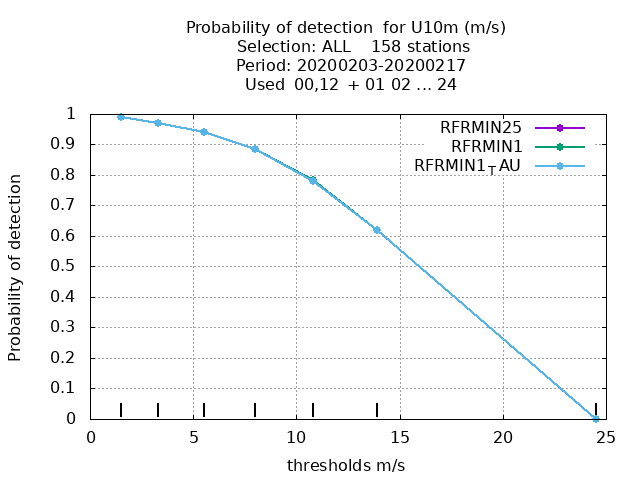 Probability of detection  for U10m (m/s)
Selection: ALL    158 stations
Period: 20200203-20200217
Used  00,12  + 01 02 ... 24
RFRMIN25
RFRMIN1
RFRMIN1TAU
Probability of detection
1
0.9
0.8
0.7
0.6
0.5
0.4
0.3
0.2
0.1
0
0 5 10 15 20 25
thresholds m/s